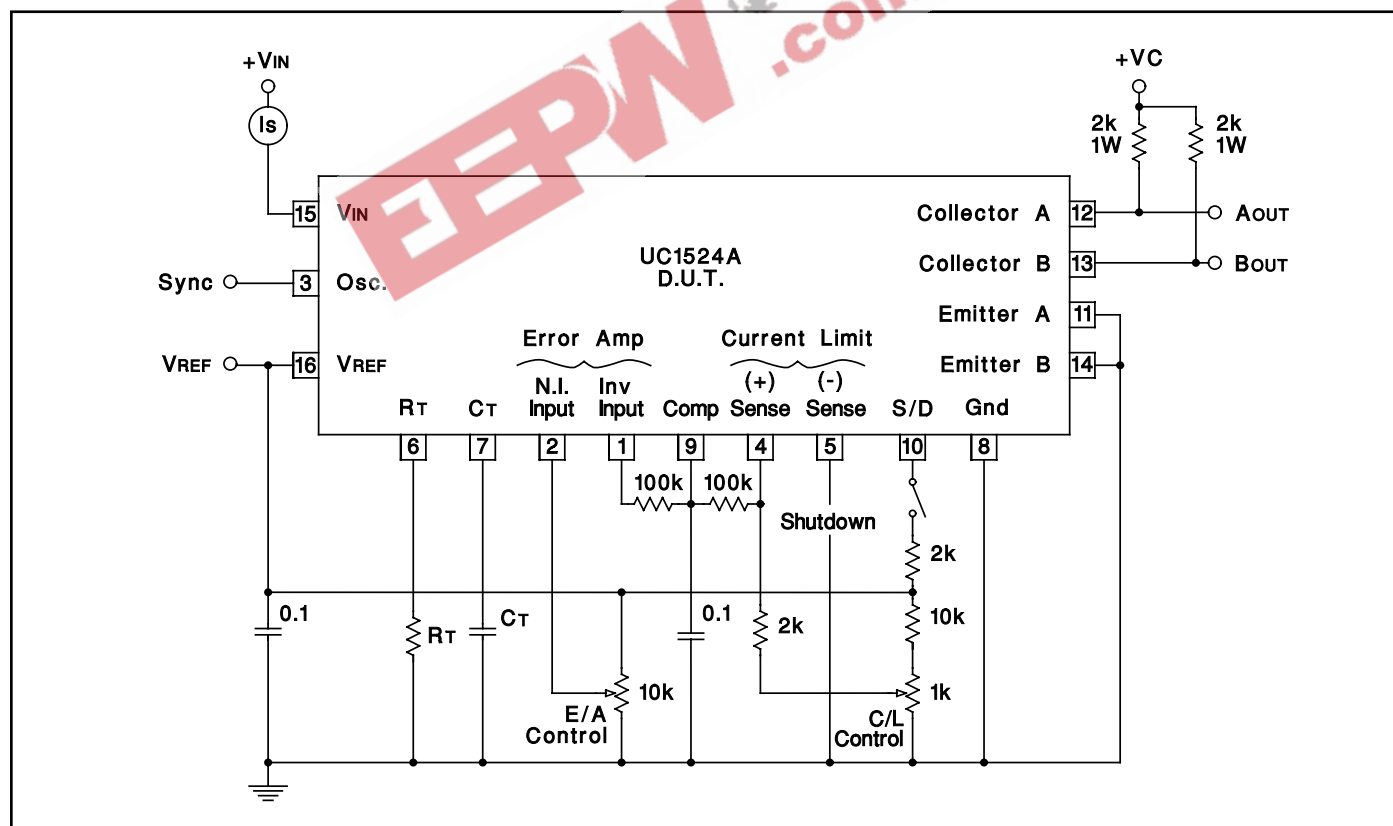 EEPW
.com
+VIN
+VC
Is
2k
1W
2k
1W
15 VIN
Collector A 12
AOUT
UC1524A
D.U.T.
Sync
3 Osc.
Collector B 13
BOUT
Emitter A 11
Error Amp
Current Limit
VREF
16 VREF
Emitter B 14
RT
CT
N.I.
Input
Inv
Input
Comp
(+)
Sense
(-)
Sense
S/D
Gnd
6 7 2 1 9 4 5 10 8
100k
100k
Shutdown
2k
0.1
RT
CT
0.1
2k
10k
10k
1k
E/A
Control
C/L
Control